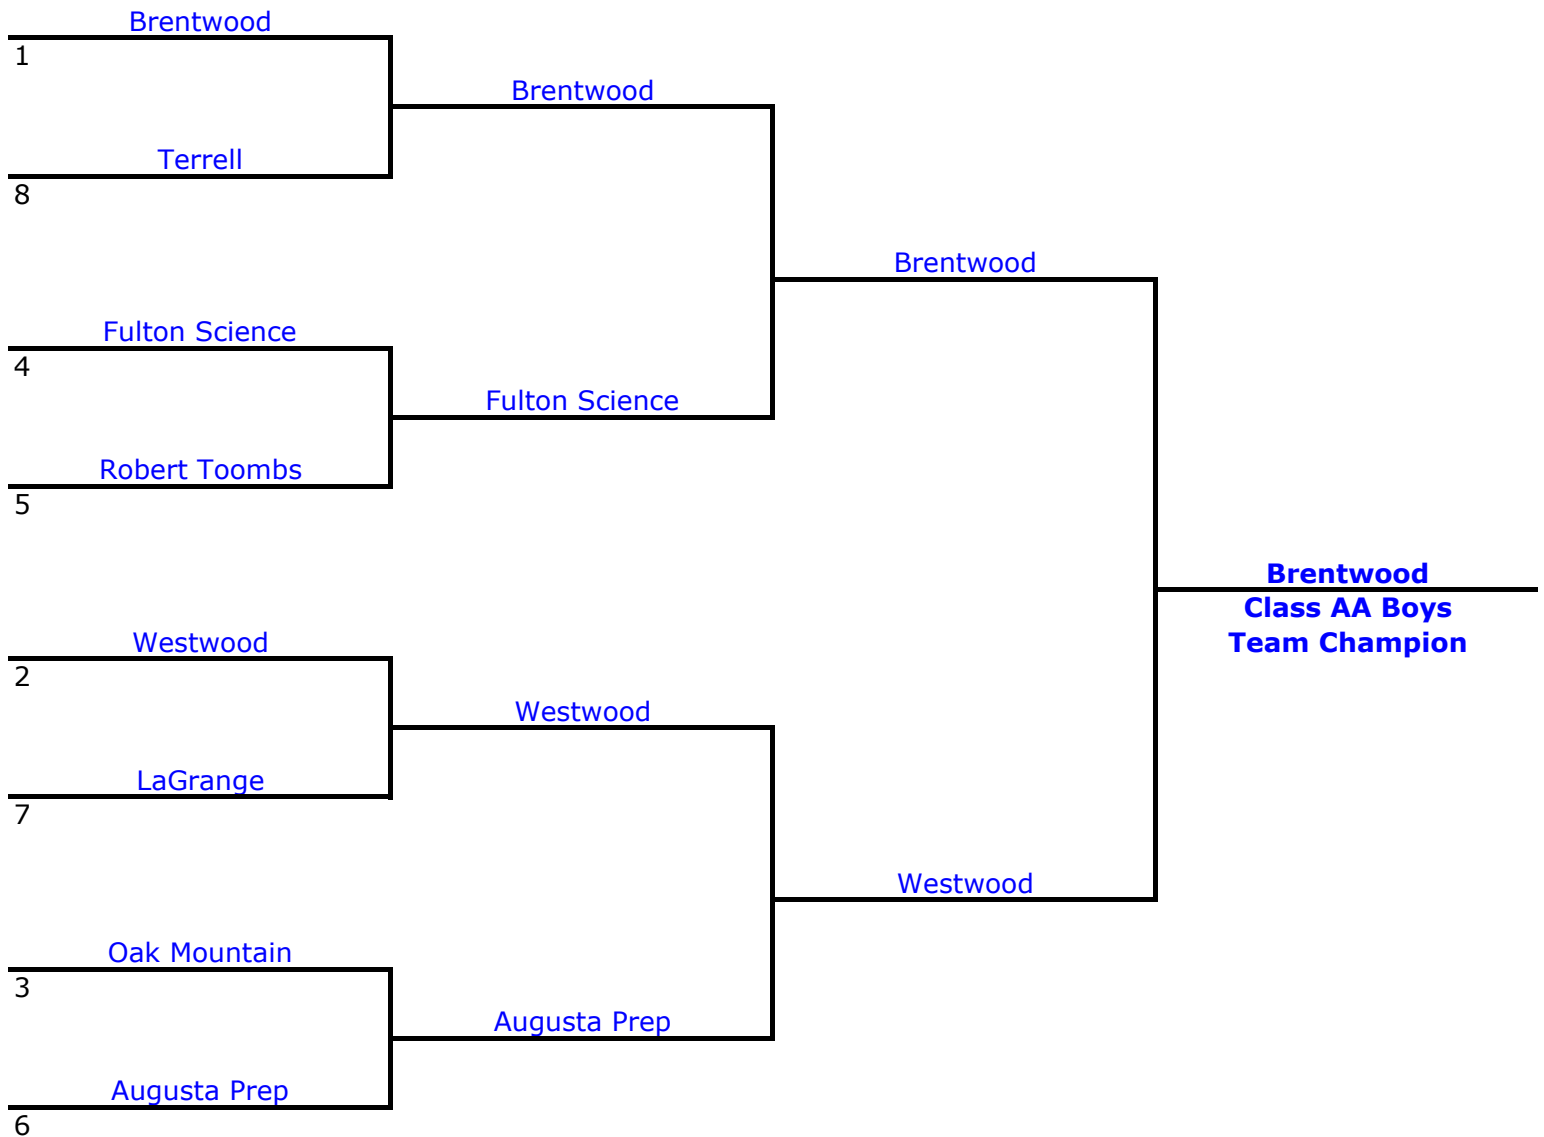 Brentwood
1
Brentwood
Terrell
8
Brentwood
Fulton Science
4
Fulton Science
Robert Toombs
5
Brentwood
Class AA Boys
Team Champion
Westwood
2
Westwood
LaGrange
7
Westwood
Oak Mountain
3
Augusta Prep
Augusta Prep
6